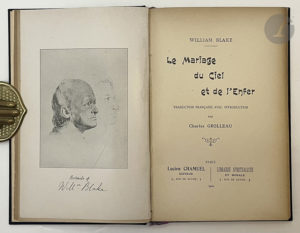 Portraits of
Wm Blake
WILLIAM BLAKE
Le Mariage
du Ciel
et de l'Enfer
TRADUCTION FRANÇAISE AVEC INTRODUCTION
par
Charles GROLLEAU
PARIS
Lucien CHAMUEL
ÉDITEUR
LIBRAIRIE SPIRITUALISTE
ET MORALE